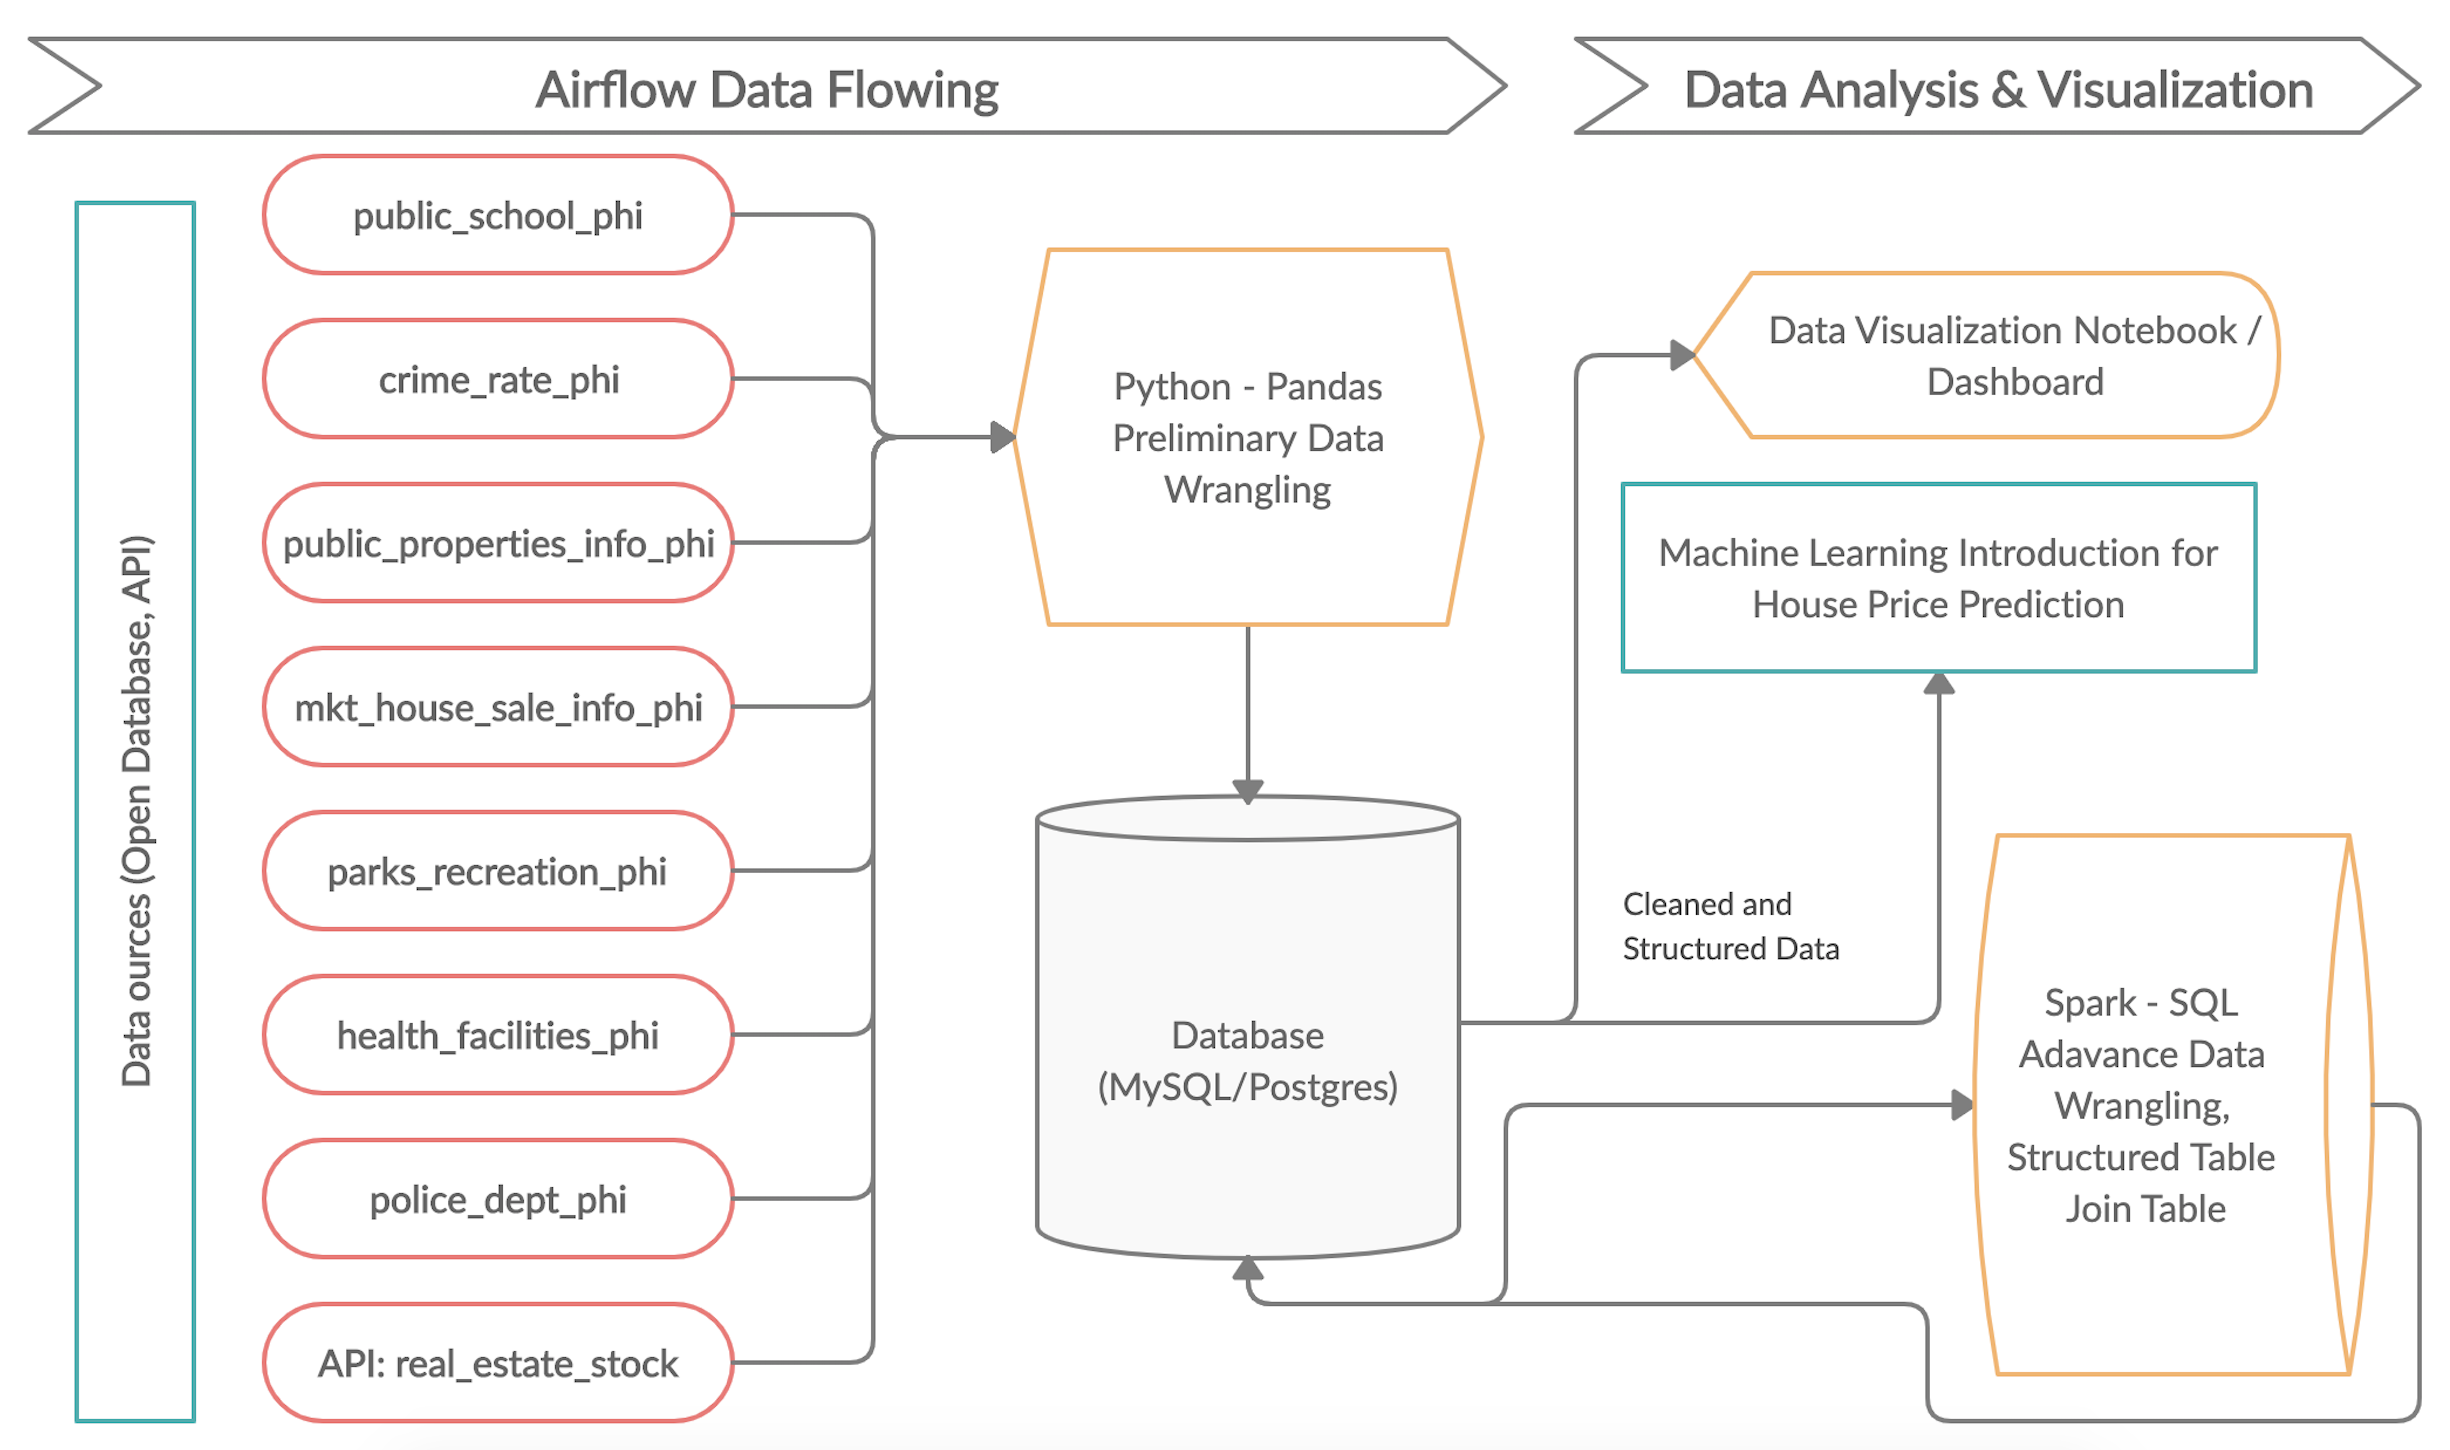 Airflow Data Flowing
Data Analysis & Visualization
Data ources (Open Database, API)
public_school_phi
crime_rate_phi
public_properties_info_phi
mkt_house_sale_info_phi
parks_recreation_phi
health_facilities_phi
police_dept_phi
API: real_estate_stock
Python - Pandas
Preliminary Data
Wrangling
Database
(MySQL/Postgres)
Data Visualization Notebook /
Dashboard
Machine Learning Introduction for
House Price Prediction
Cleaned and
Structured Data
Spark - SQL
Adavance Data
Wrangling,
Structured Table
Join Table